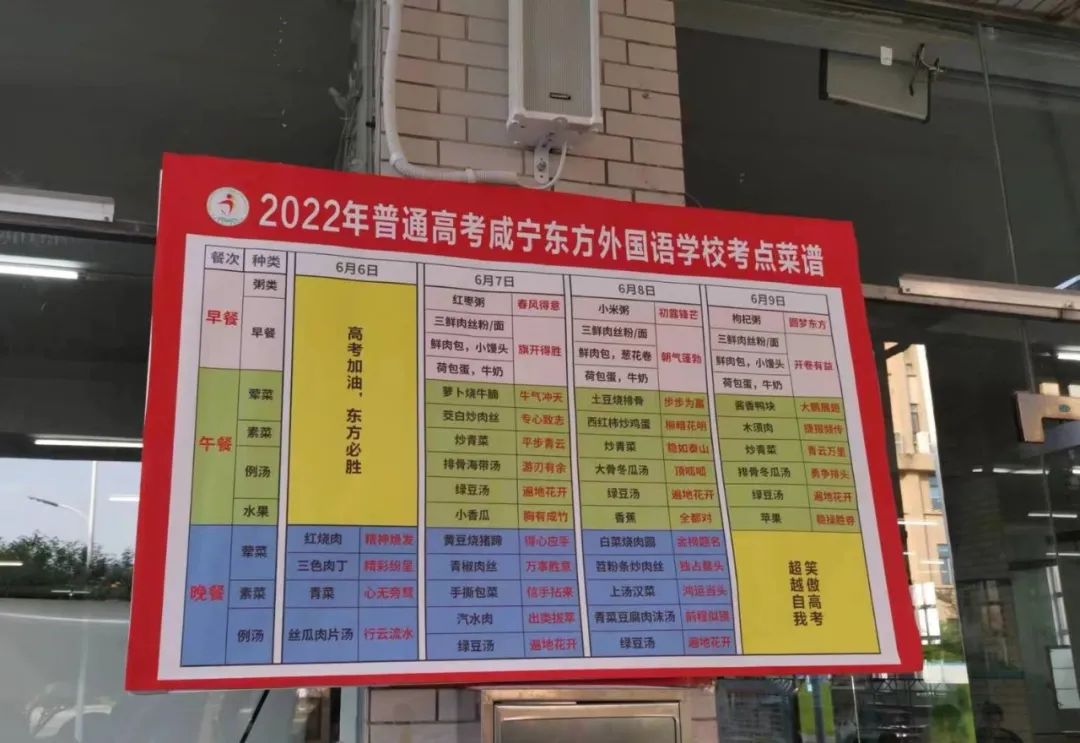 2022年普通高考咸宁东方外国语学校考点菜谱
餐次 种类 6月6日 6月7日 6月8日 6月9日
早餐
粥类
早餐
高考加油，东方必胜
红枣粥 春风得意
三鲜肉丝粉/面
鲜肉包，小馒头
荷包蛋，牛奶
旗开得胜
小米粥 初露锋芒
三鲜肉丝粉/面
鲜肉包，葱花卷
荷包蛋，牛奶
朝气蓬勃
枸杞粥 圆梦东方
三鲜肉丝粉/面
鲜肉包，小馒头
荷包蛋，牛奶
开卷有益
午餐
荤菜
素菜
例汤
水果
萝卜烧牛腩 牛气冲天
茭白炒肉丝 专心致志
炒青菜 平步青云
排骨海带汤 游刃有余
绿豆汤 遍地花开
小香瓜 胸有成竹
土豆烧排骨 步步为赢
西红柿炒鸡蛋 柳暗花明
炒青菜 稳如泰山
大骨冬瓜汤 顶呱呱
绿豆汤 遍地花开
香蕉 全都对
酱香鸭块 大鹏展翅
木须肉 捷报频传
炒青菜 青云万里
排骨冬瓜汤 勇争排头
绿豆汤 遍地花开
苹果 稳操胜券
晚餐
荤菜
素菜
例汤
红烧肉 精神焕发
三色肉丁 精彩纷呈
青菜 心无旁骛
丝瓜肉片汤 行云流水
黄豆烧猪蹄 得心应手
青椒肉丝 万事胜意
手撕包菜 信手拈来
汽水肉 出类拔萃
绿豆汤 遍地花开
白菜烧肉圆 金榜题名
苕粉条炒肉丝 独占鳌头
上汤汉菜 鸿运当头
青菜豆腐肉沫汤 前程似锦
绿豆汤 遍地花开
笑傲高考
超越自我